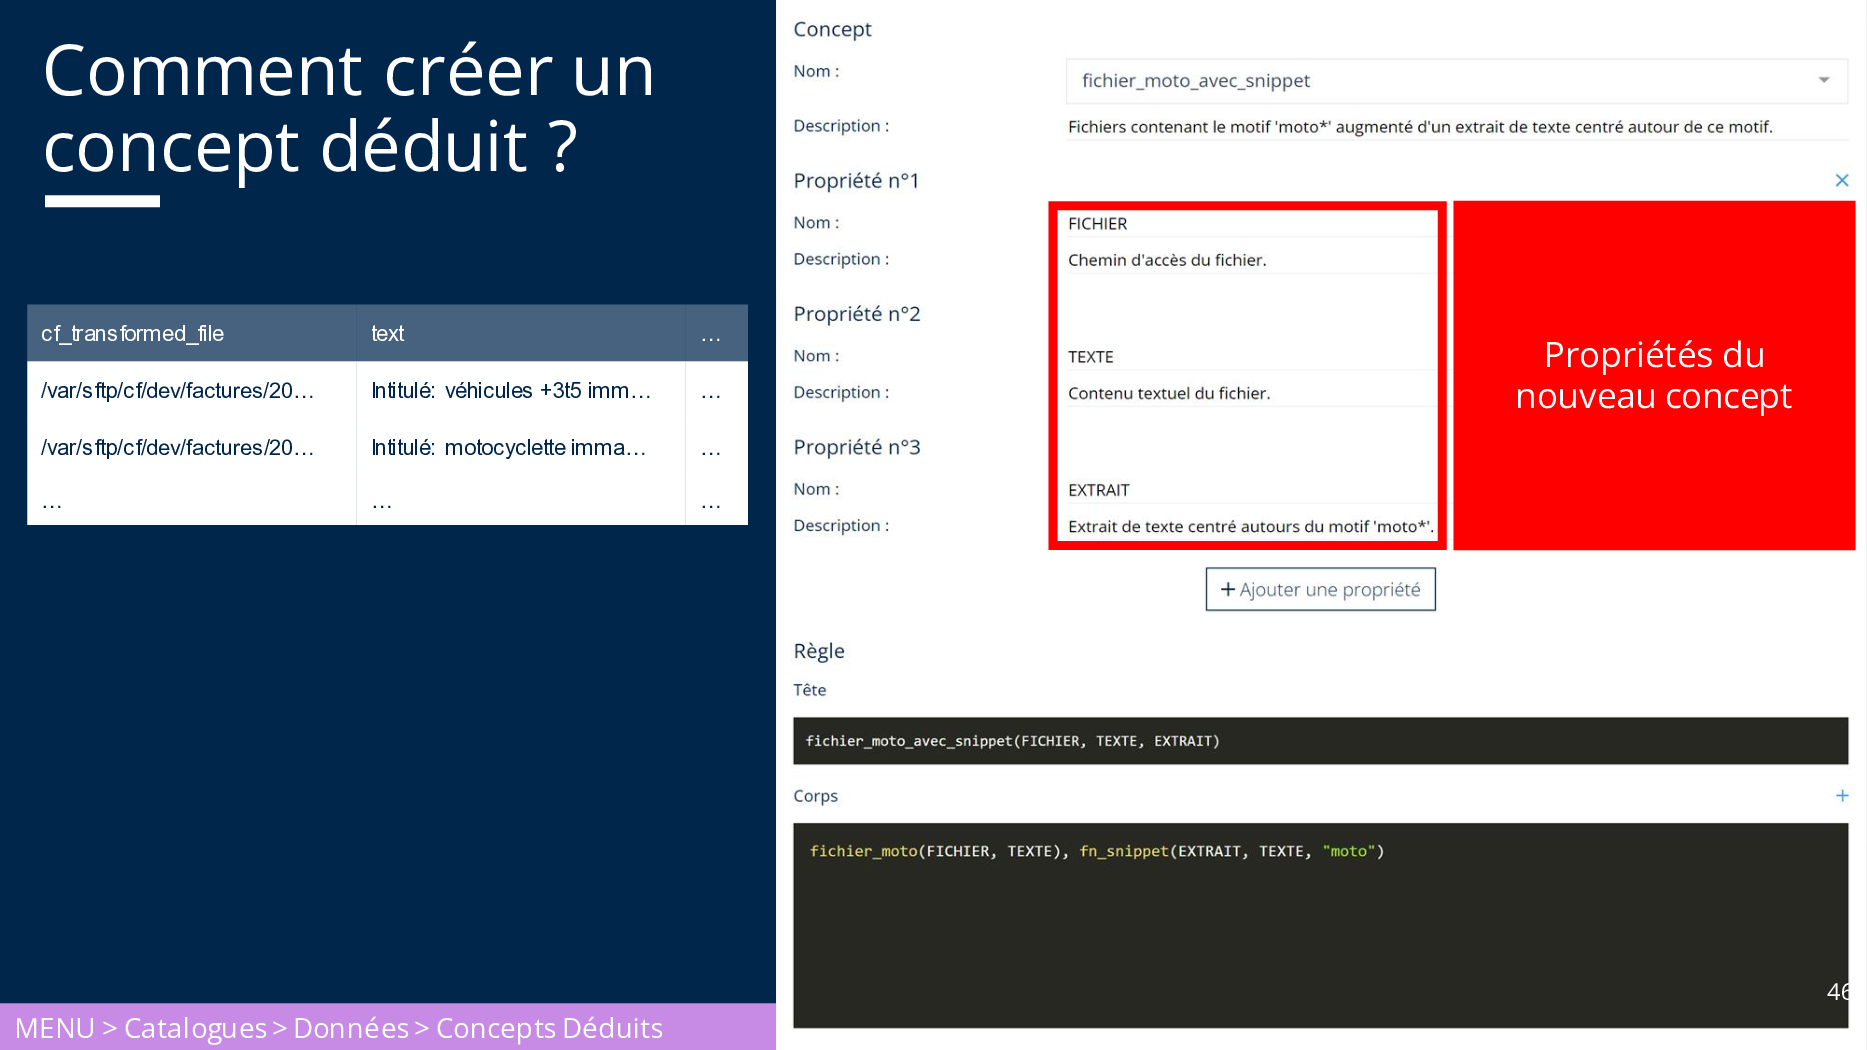 Comment créer un
concept déduit ?
cf_transformed_file text ...
/var/sftp/cf/dev/factures/20... Intitulé: véhicules +3t5 imm... ...
/var/sftp/cf/dev/factures/20... Intitulé: motocyclette imma... ...
... ... ...
MENU > Catalogues > Données > Concepts Déduits
Concept
Nom : fichier_moto_avec_snippet
Description : Fichiers contenant le motif 'moto*' augmenté d'un extrait de texte centré autour de ce motif.
Propriété n°1
Nom : FICHIER
Description : Chemin d'accès du fichier.
Propriété n°2
Nom : TEXTE
Description : Contenu textuel du fichier.
Propriété n°3
Nom : EXTRAIT
Description : Extrait de texte centré autours du motif 'moto*'.
Propriétés du
nouveau concept
+ Ajouter une propriété
Règle
Tête
fichier_moto_avec_snippet(FICHIER, TEXTE, EXTRAIT)
Corps
fichier_moto(FICHIER, TEXTE), fn_snippet(EXTRAIT, TEXTE, "moto")
46